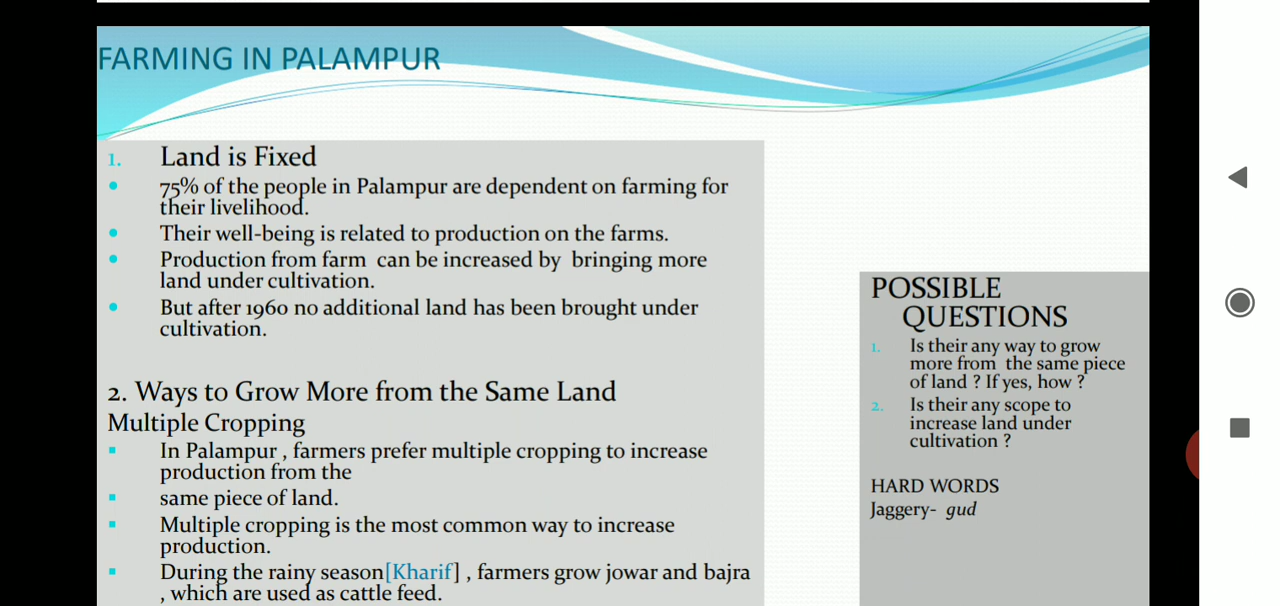 FARMING IN PALAMPUR
1. Land is Fixed
• 75% of the people in Palampur are dependent on farming for
their livelihood.
• Their well-being is related to production on the farms.
• Production from farm can be increased by bringing more
land under cultivation.
• But after 1960 no additional land has been brought under
cultivation.
2. Ways to Grow More from the Same Land
Multiple Cropping
▪ In Palampur , farmers prefer multiple cropping to increase
production from the
▪ same piece of land.
▪ Multiple cropping is the most common way to increase
production.
▪ During the rainy season[Kharif] , farmers grow jowar and bajra
, which are used as cattle feed.
POSSIBLE
QUESTIONS
1. Is their any way to grow
more from the same piece
of land ? If yes, how ?
2. Is their any scope to
increase land under
cultivation ?
HARD WORDS
Jaggery- gud